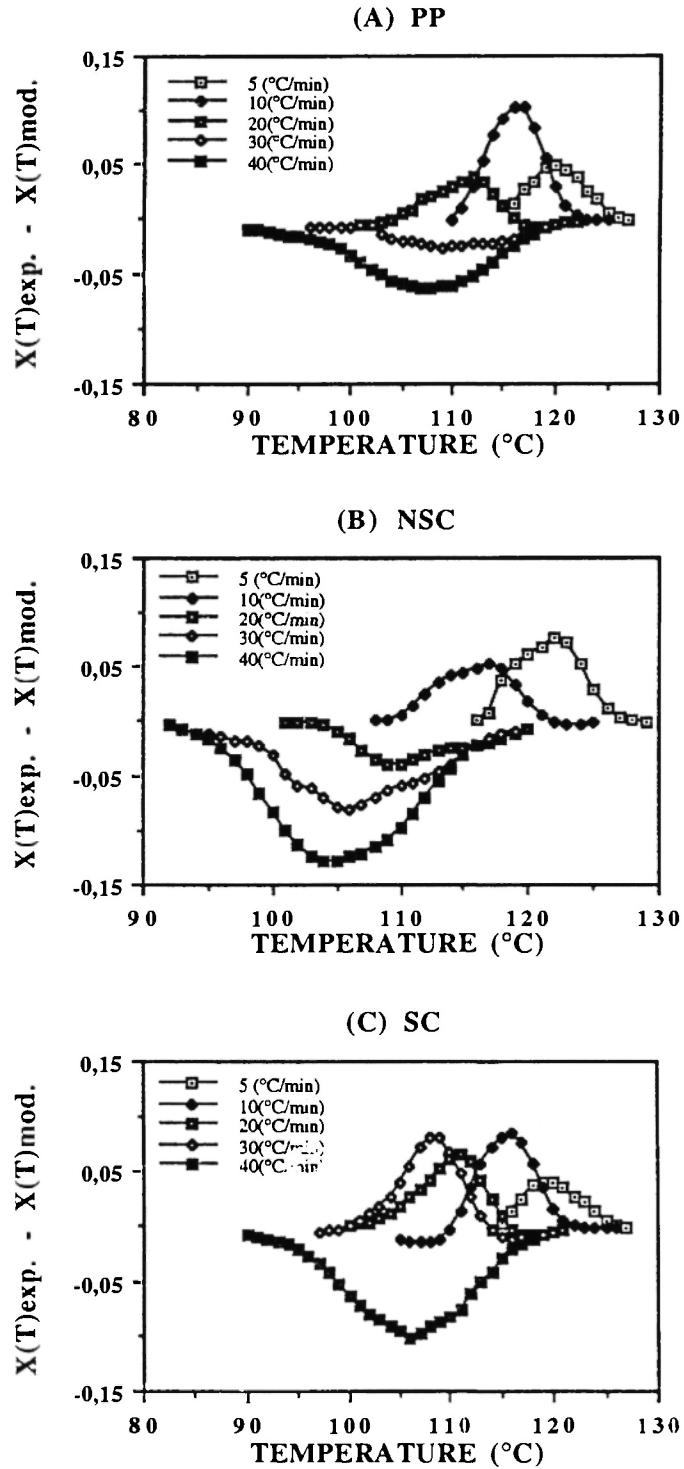 (A) PP
0,15
0,05
-0,05
-0,15
X(T)exp. - X(T)mod.
5 (°C/min)
10(°C/min)
20(°C/min)
30(°C/min)
40(°C/min)
80 90 100 110 120 130
TEMPERATURE (°C)
(B) NSC
0,15
0,05
-0,05
-0,15
X(T)exp. - X(T)mod.
5 (°C/min)
10(°C/min)
20(°C/min)
30(°C/min)
40(°C/min)
90 100 110 120 130
TEMPERATURE (°C)
(C) SC
0,15
0,05
-0,05
-0,15
X(T)exp. - X(T)mod.
5 (°C/min)
10(°C/min)
20(°C/min)
30(°C/
40(°C
80 90 100 110 120 130
TEMPERATURE (°C)